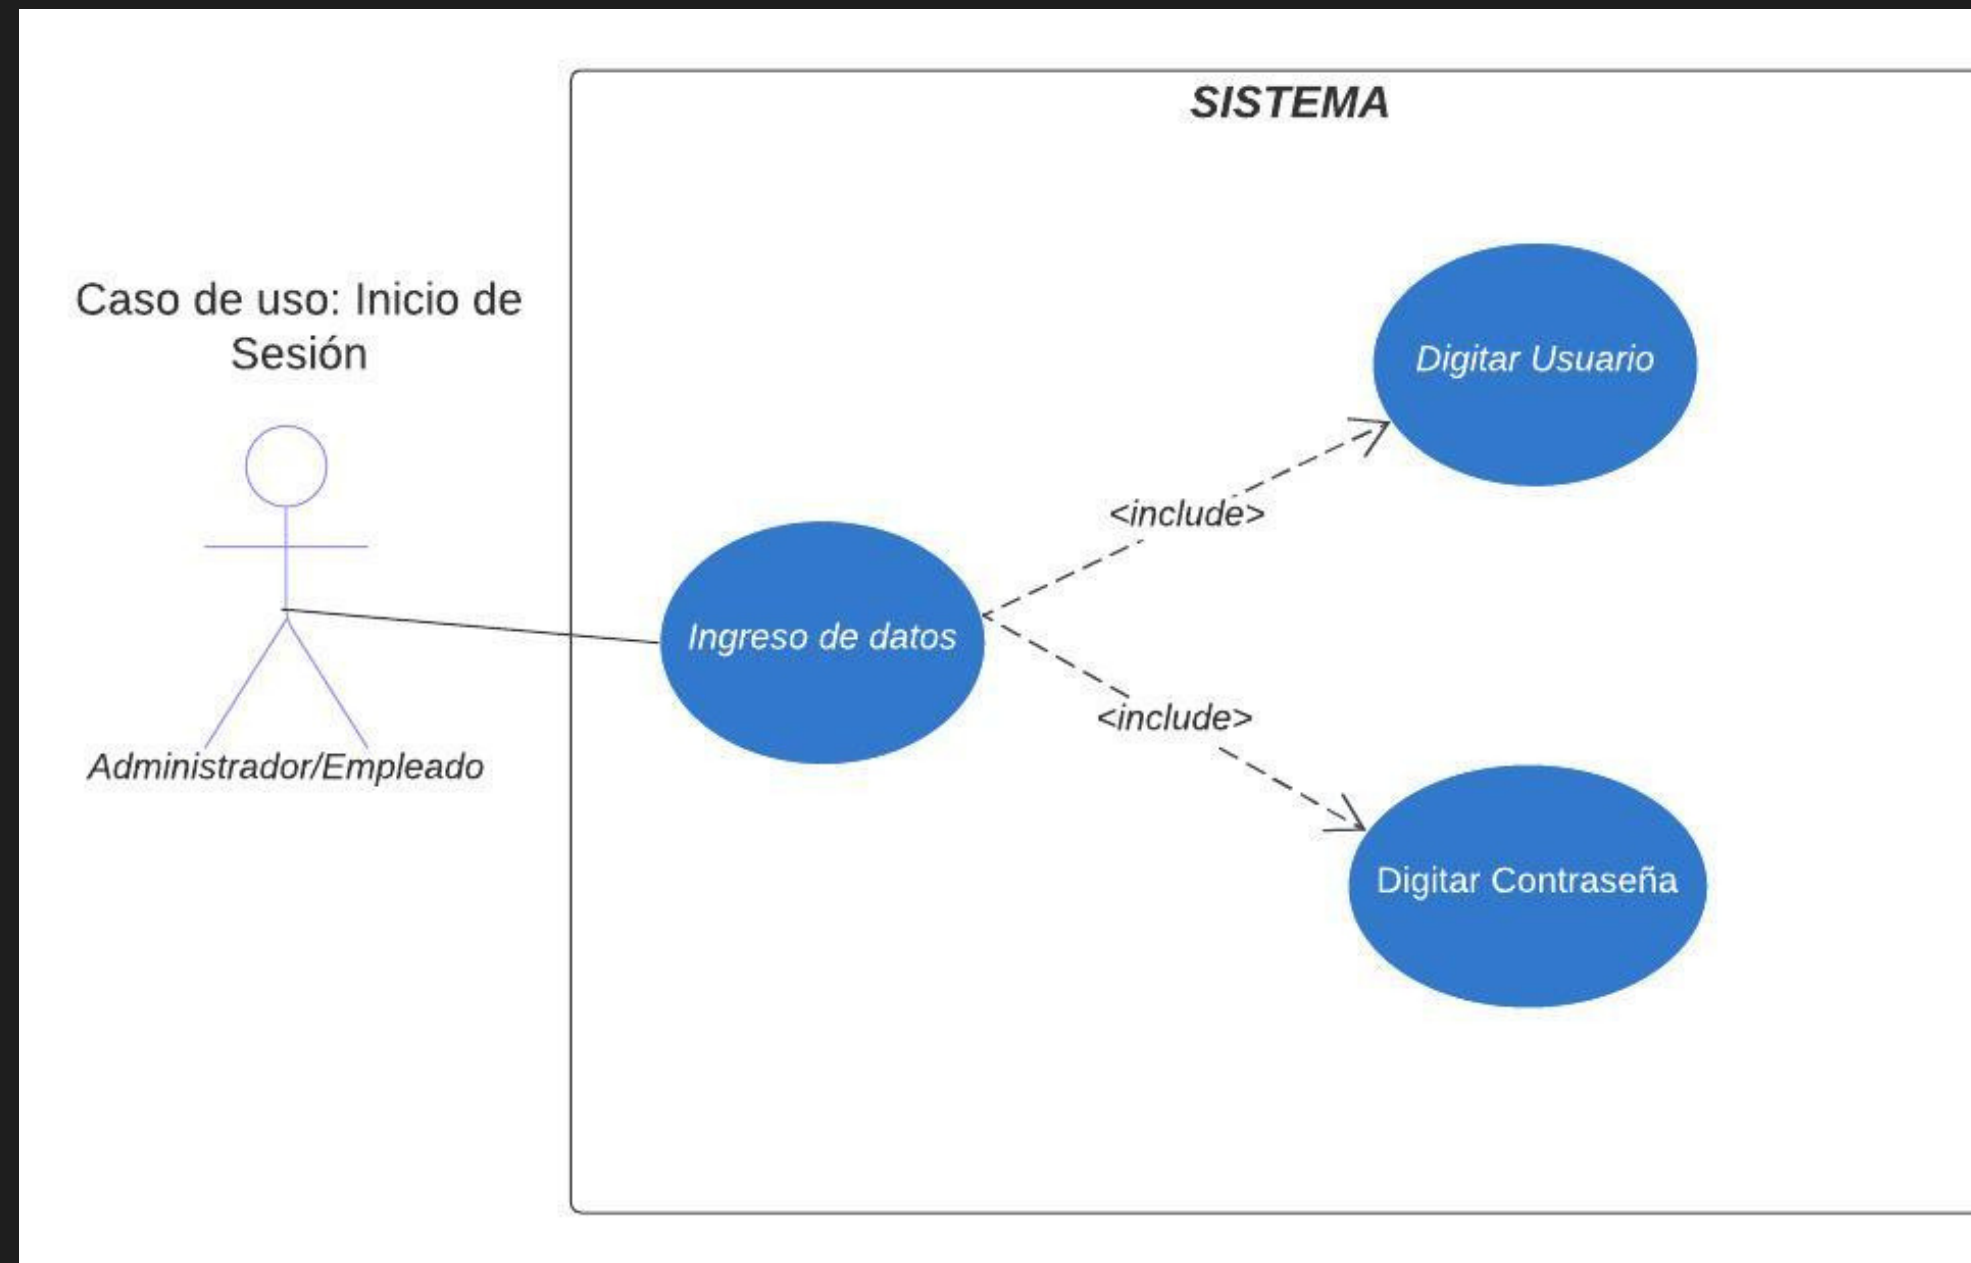 SISTEMA
Caso de uso: Inicio de
Sesión
Digitar Usuario
<include>
Ingreso de datos
<include>
Administrador/Empleado
Digitar Contraseña